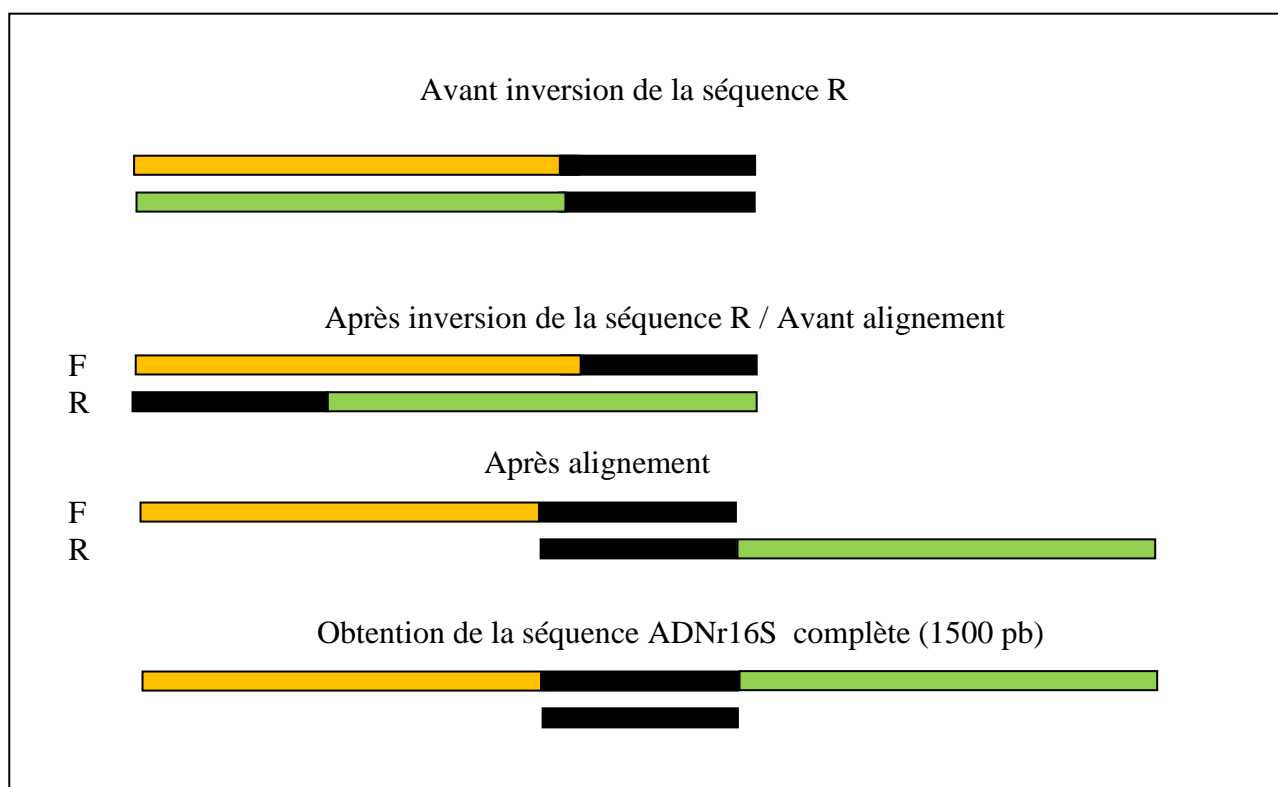 Avant inversion de la séquence R
Après inversion de la séquence R / Avant alignement
F
R
Après alignement
F
R
Obtention de la séquence ADNr16S complète (1500 pb)